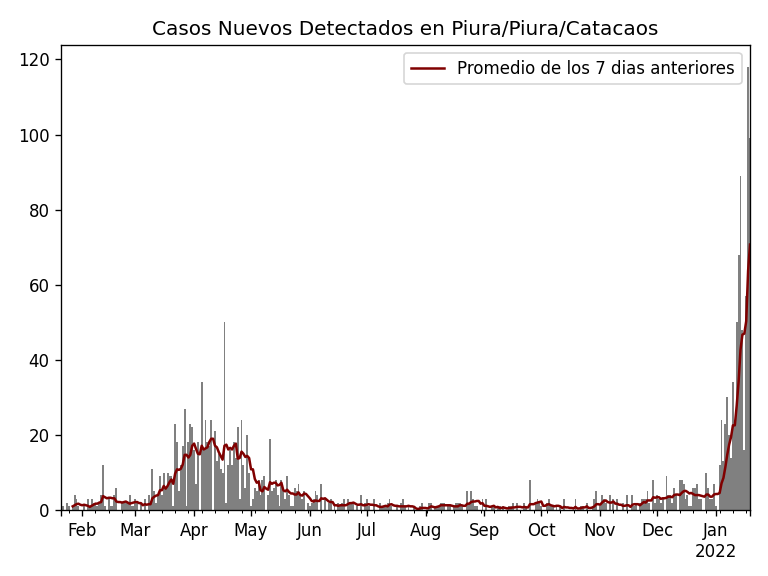 Casos Nuevos Detectados en Piura/Piura/Catacaos
Promedio de los 7 dias anteriores
120
100
80
60
40
20
0
Feb Mar Apr May Jun Jul Aug Sep Oct Nov Dec Jan
2022